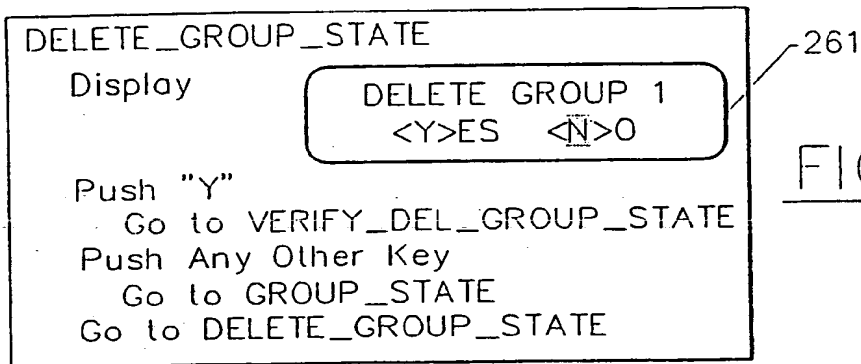 DELETE_GROUP_STATE
261
Display
DELETE GROUP 1
<Y>ES <N>O
Push "Y"
Go to VERIFY_DEL_GROUP_STATE
Push Any Other Key
Go to GROUP_STATE
Go to DELETE_GROUP_STATE